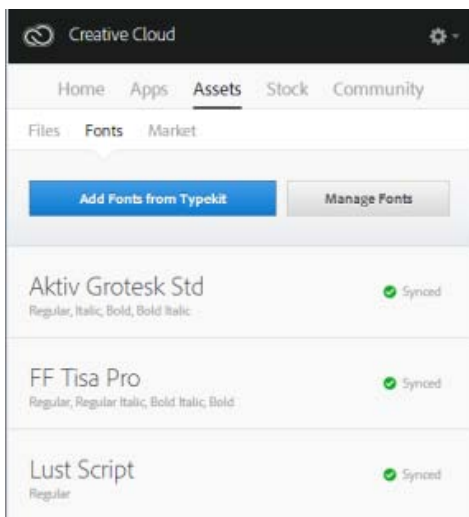 Creative Cloud
Home Apps Assets Stock Community
Files Fonts Market
Add Fonts from Typekit Manage Fonts
Aktiv Grotesk Std Synced
Regular, Italic, Bold, Bold Italic
FF Tisa Pro Synced
Regular, Regular Italic, Bold Italic, Bold
Lust Script Synced
Regular